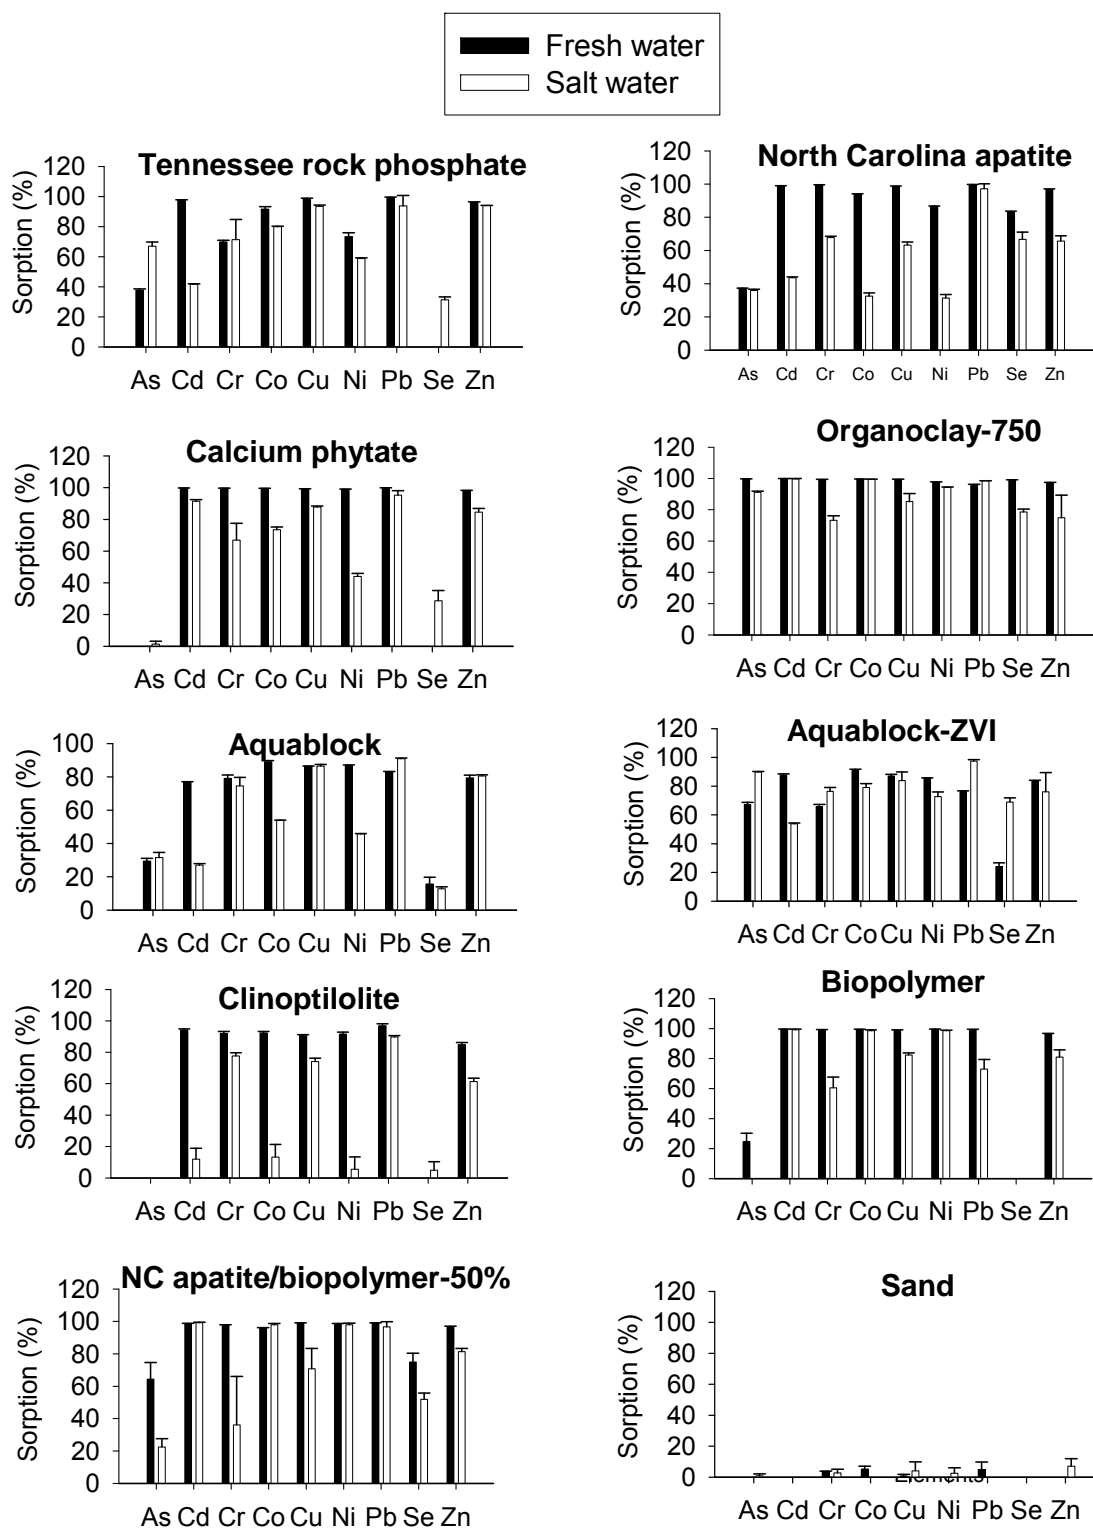 Fresh water
Salt water
Tennessee rock phosphate
Sorption (%)
120
100
80
60
40
20
0
As Cd Cr Co Cu Ni Pb Se Zn
North Carolina apatite
Sorption (%)
120
100
80
60
40
20
0
As Cd Cr Co Cu Ni Pb Se Zn
Calcium phytate
Sorption (%)
120
100
80
60
40
20
0
As Cd Cr Co Cu Ni Pb Se Zn
Organoclay-750
Sorption (%)
120
100
80
60
40
20
0
As Cd Cr Co Cu Ni Pb Se Zn
Aquablock
Sorption (%)
100
80
60
40
20
0
As Cd Cr Co Cu Ni Pb Se Zn
Aquablock-ZVI
Sorption (%)
120
100
80
60
40
20
0
As Cd Cr Co Cu Ni Pb Se Zn
Clinoptilolite
Sorption (%)
120
100
80
60
40
20
0
As Cd Cr Co Cu Ni Pb Se Zn
Biopolymer
Sorption (%)
120
100
80
60
40
20
0
As Cd Cr Co Cu Ni Pb Se Zn
NC apatite/biopolymer-50%
Sorption (%)
120
100
80
60
40
20
0
As Cd Cr Co Cu Ni Pb Se Zn
Sand
Sorption (%)
120
100
80
60
40
20
0
Elements
As Cd Cr Co Cu Ni Pb Se Zn